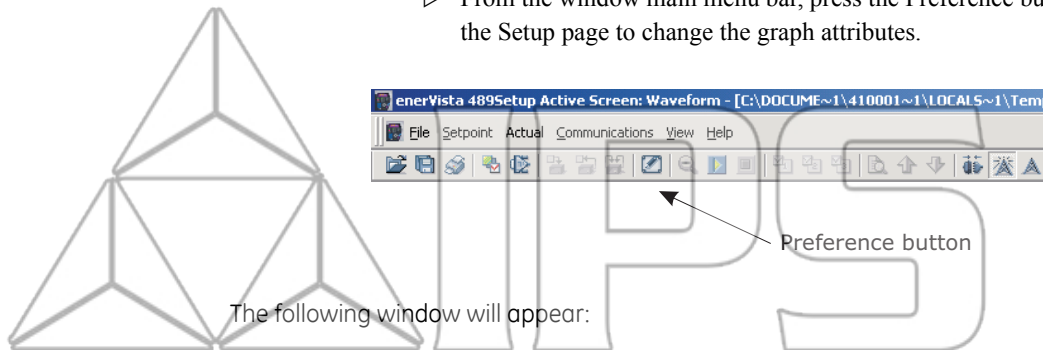 From the window main menu bar, press the Preference bu
the Setup page to change the graph attributes.
enerVista 489Setup Active Screen: Waveform - [C:\DOCUME~1\410001~1\LOCALS~1\Temp
File Setpoint Actual Communications View Help
Preference button
The following window will appear:
IPS